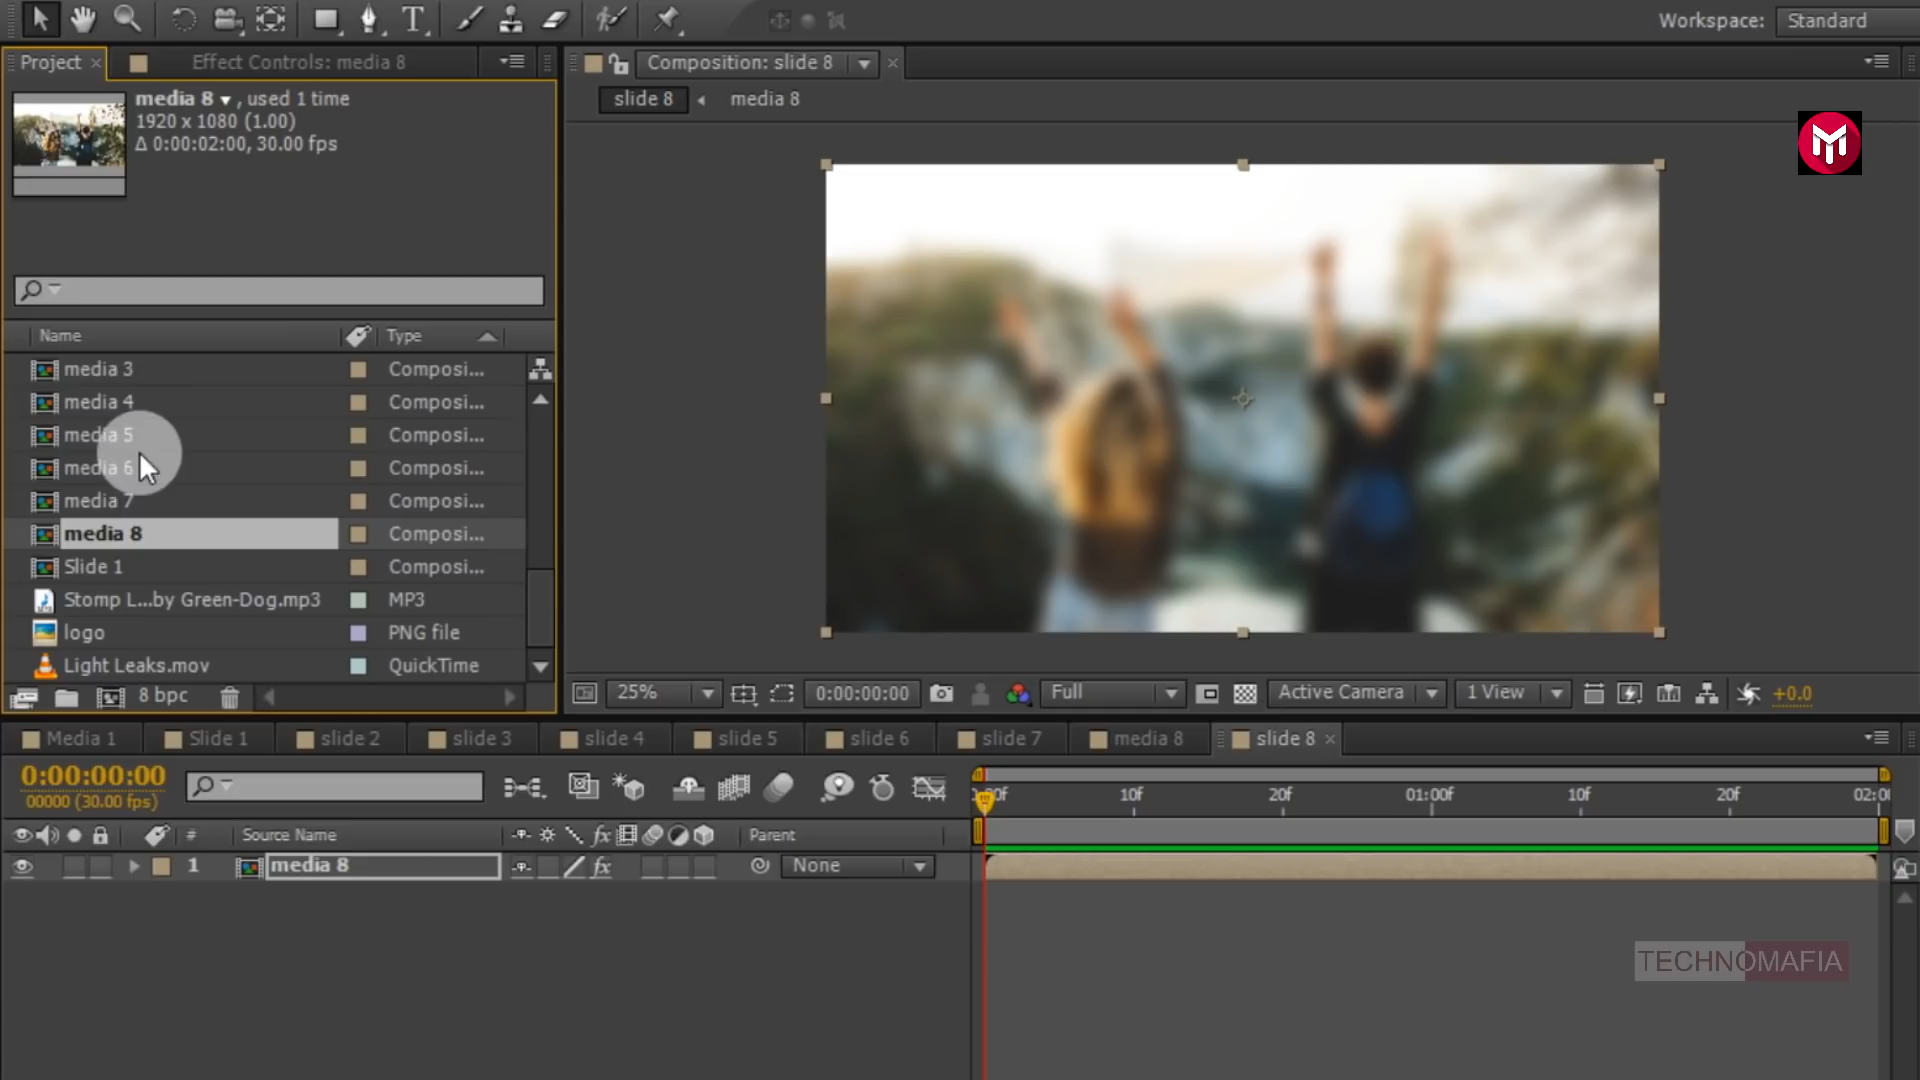 Workspace: Standard
Project × Effect Controls: media 8
Composition: slide 8
media 8 , used 1 time
1920 x 1080 (1.00)
Δ 0:00:02:00, 30.00 fps
slide 8 media 8
Name Type
media 3 Composi...
media 4 Composi...
media 5 Composi...
media 6 Composi...
media 7 Composi...
media 8 Composi...
Slide 1 Composi...
Stomp L...by Green-Dog.mp3 MP3
logo PNG file
Light Leaks.mov QuickTime
8 bpc
25% 0:00:00:00 Full Active Camera 1 View +0.0
Media 1 Slide 1 slide 2 slide 3 slide 4 slide 5 slide 6 slide 7 media 8 slide 8 ×
0:00:00:00
00000 (30.00 fps)
10f 20f 01:00f 10f 20f
# Source Name fx Parent
1 media 8 fx None
TECHNOMAFIA